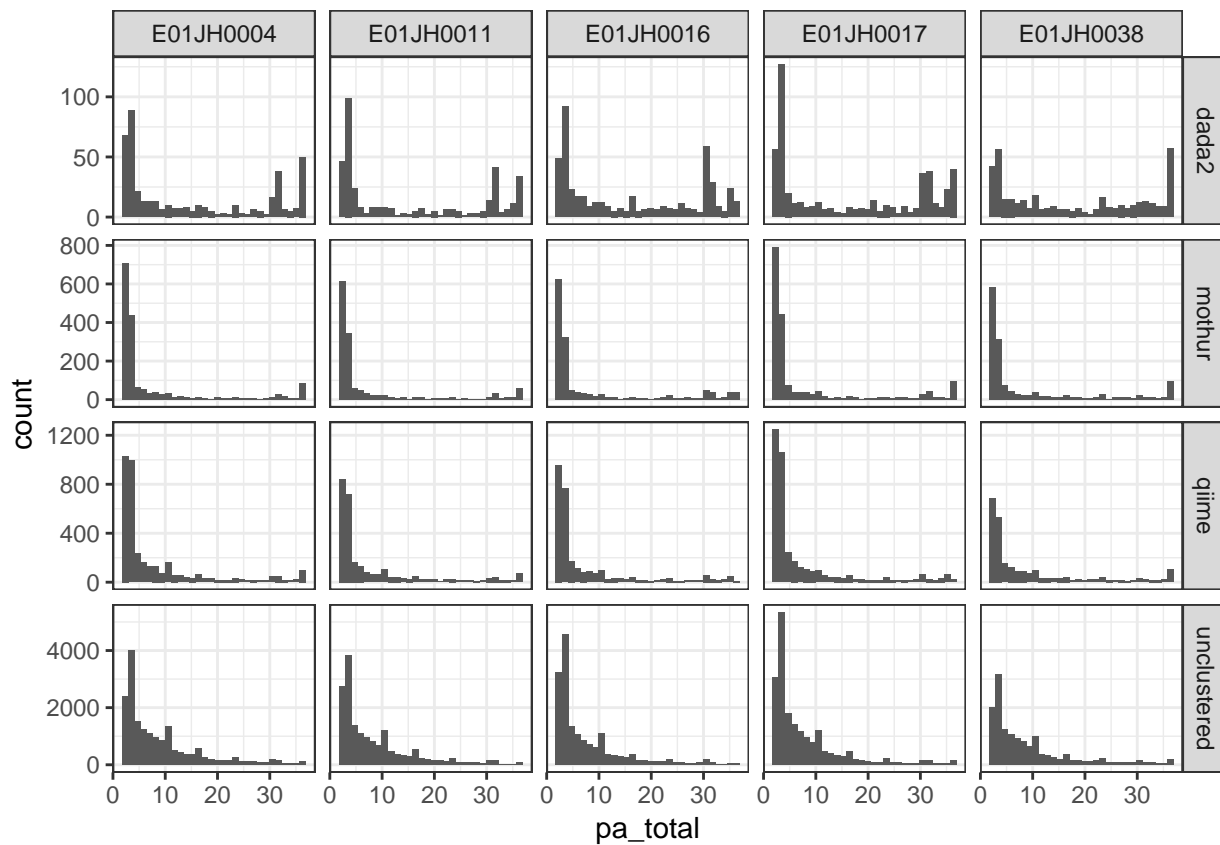 E01JH0004 E01JH0011 E01JH0016 E01JH0017 E01JH0038
100
50
0
dada2
800
600
400
200
0
mothur
count
1200
800
400
0
qiime
4000
2000
0
unclustered
0 10 20 30 0 10 20 30 0 10 20 30 0 10 20 30 0 10 20 30
pa_total